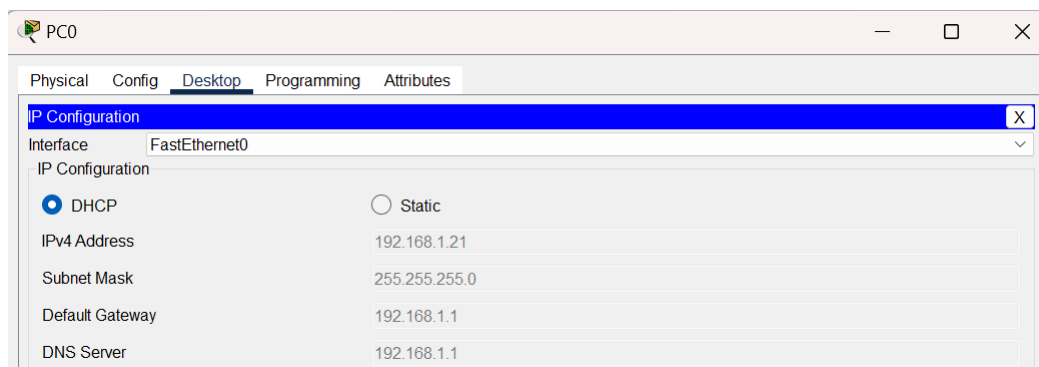 PC0
Physical Config Desktop Programming Attributes
IP Configuration X
Interface FastEthernet0
IP Configuration
DHCP Static
IPv4 Address 192.168.1.21
Subnet Mask 255.255.255.0
Default Gateway 192.168.1.1
DNS Server 192.168.1.1